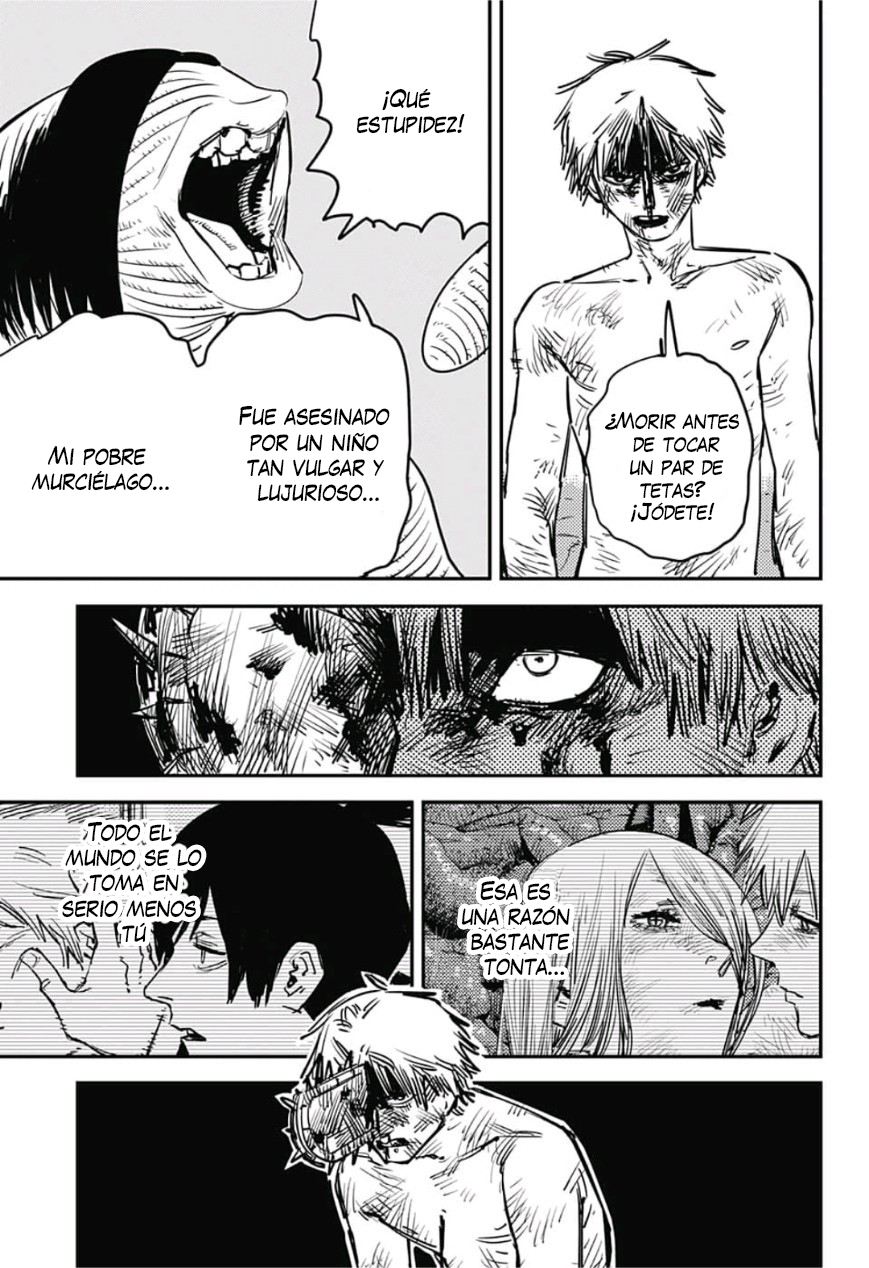 ¿Morir antes
de tocar
un par de
tetas?
¡Jódete!
¡Qué
estupidez!
Fue asesinado
por un niño
tan vulgar y
lujurioso...
Mi pobre
murciélago...
Esa es
una razón
bastante
tonta...
Todo el
mundo se lo
toma en
serio menos
tú